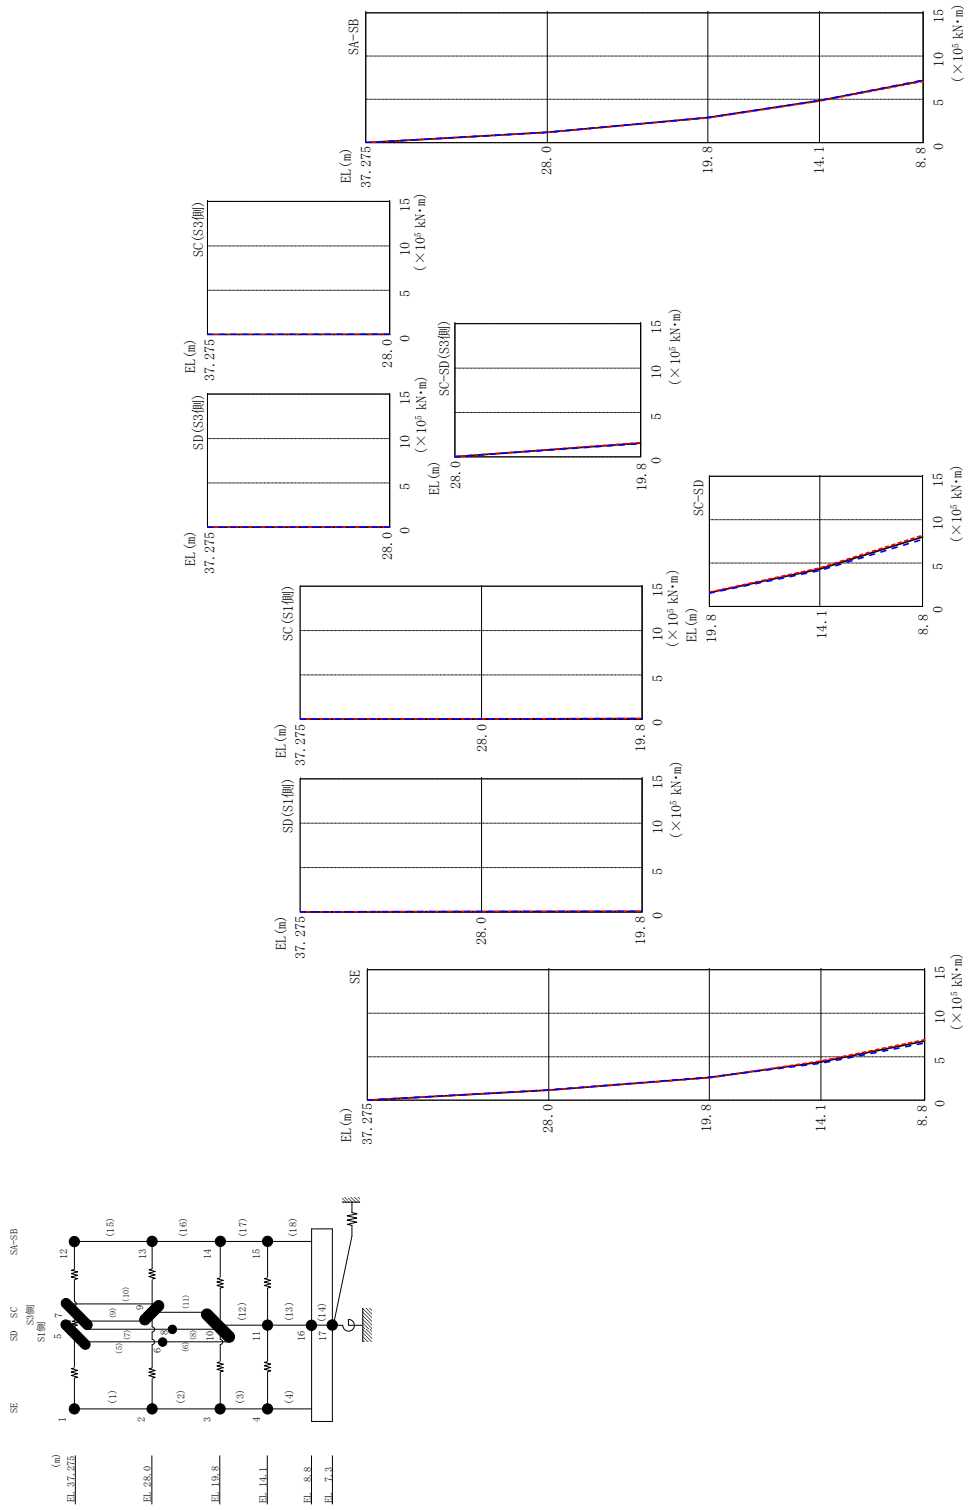 SE
EL(m)
37.275
28.0
19.8
14.1
8.8
0
5
10
15
(×10⁵ kN・m)
SD(S1側)
EL(m)
37.275
28.0
19.8
0
5
10
15
(×10⁵ kN・m)
SC(S1側)
EL(m)
37.275
28.0
19.8
0
5
10
15
(×10⁵ kN・m)
SD(S3側)
EL(m)
37.275
28.0
0
5
10
15
(×10⁵ kN・m)
SC(S3側)
EL(m)
37.275
28.0
0
5
10
15
(×10⁵ kN・m)
SC-SD(S3側)
EL(m)
28.0
19.8
0
5
10
15
(×10⁵ kN・m)
SC-SD
EL(m)
19.8
14.1
8.8
0
5
10
15
(×10⁵ kN・m)
SA-SB
EL(m)
37.275
28.0
19.8
14.1
8.8
0
5
10
15
(×10⁵ kN・m)
SE
SD
SC
SA-SB
S1側
S3側
(m)
EL 37.275
EL 28.0
EL 19.8
EL 14.1
EL 8.8
EL 7.3
1
2
3
4
5
6
7
8
9
10
11
12
13
14
15
16
17
(1)
(2)
(3)
(4)
(5)
(6)
(7)
(8)
(9)
(10)
(11)
(12)
(13)
(14)
(15)
(16)
(17)
(18)